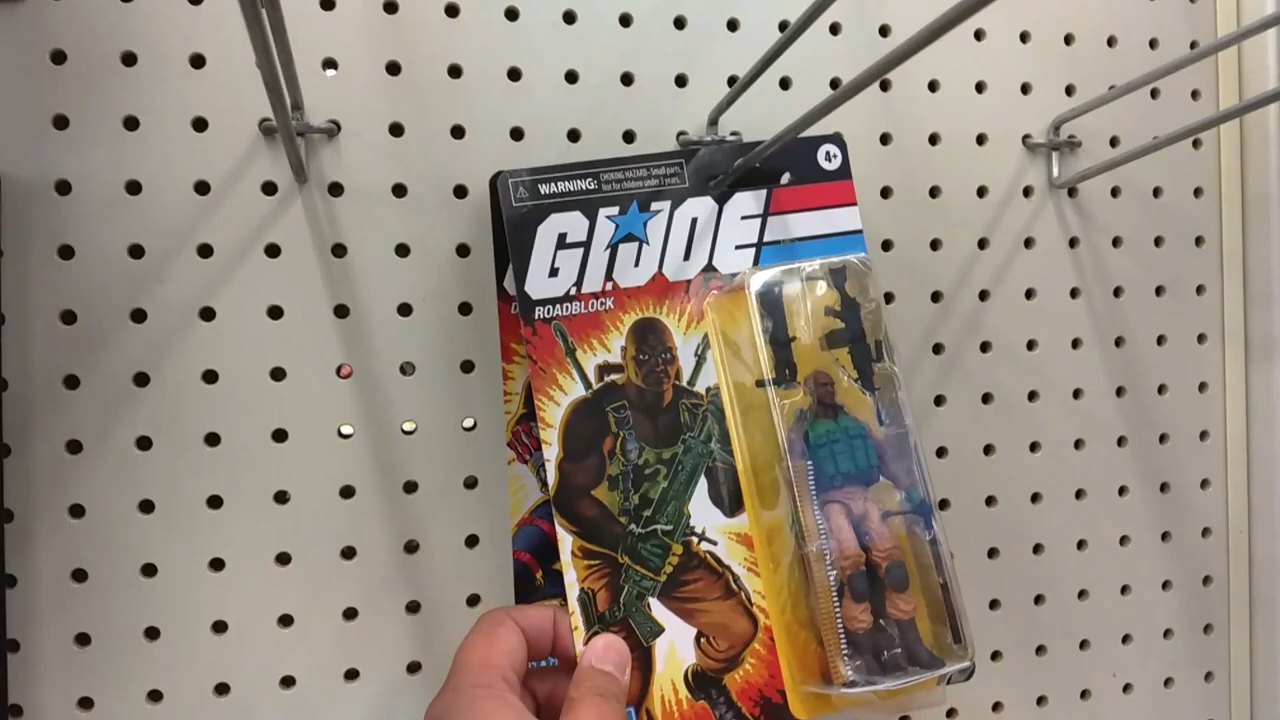 WARNING: CHOKING HAZARD–Small parts.
Not for children under 3 years.
4+
G.I.JOE
D
ROADBLOCK